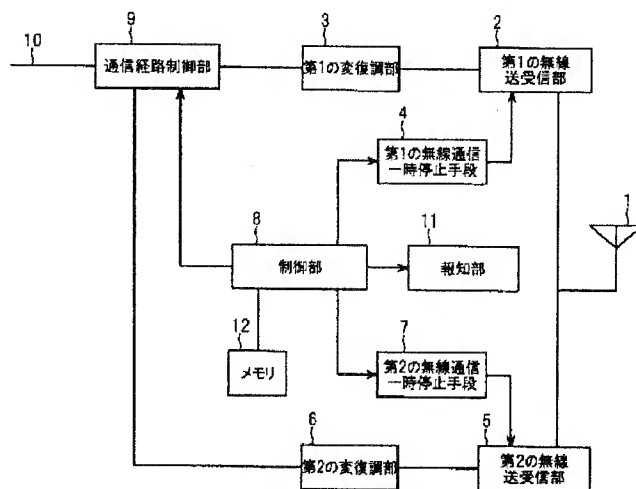 9
3
2
10
通信経路制御部
第1の変復調部
第1の無線
送受信部
4
第1の無線通信
一時停止手段
1
8
11
制御部
報知部
7
12
第2の無線通信
一時停止手段
メモリ
6
5
第2の変復調部
第2の無線
送受信部